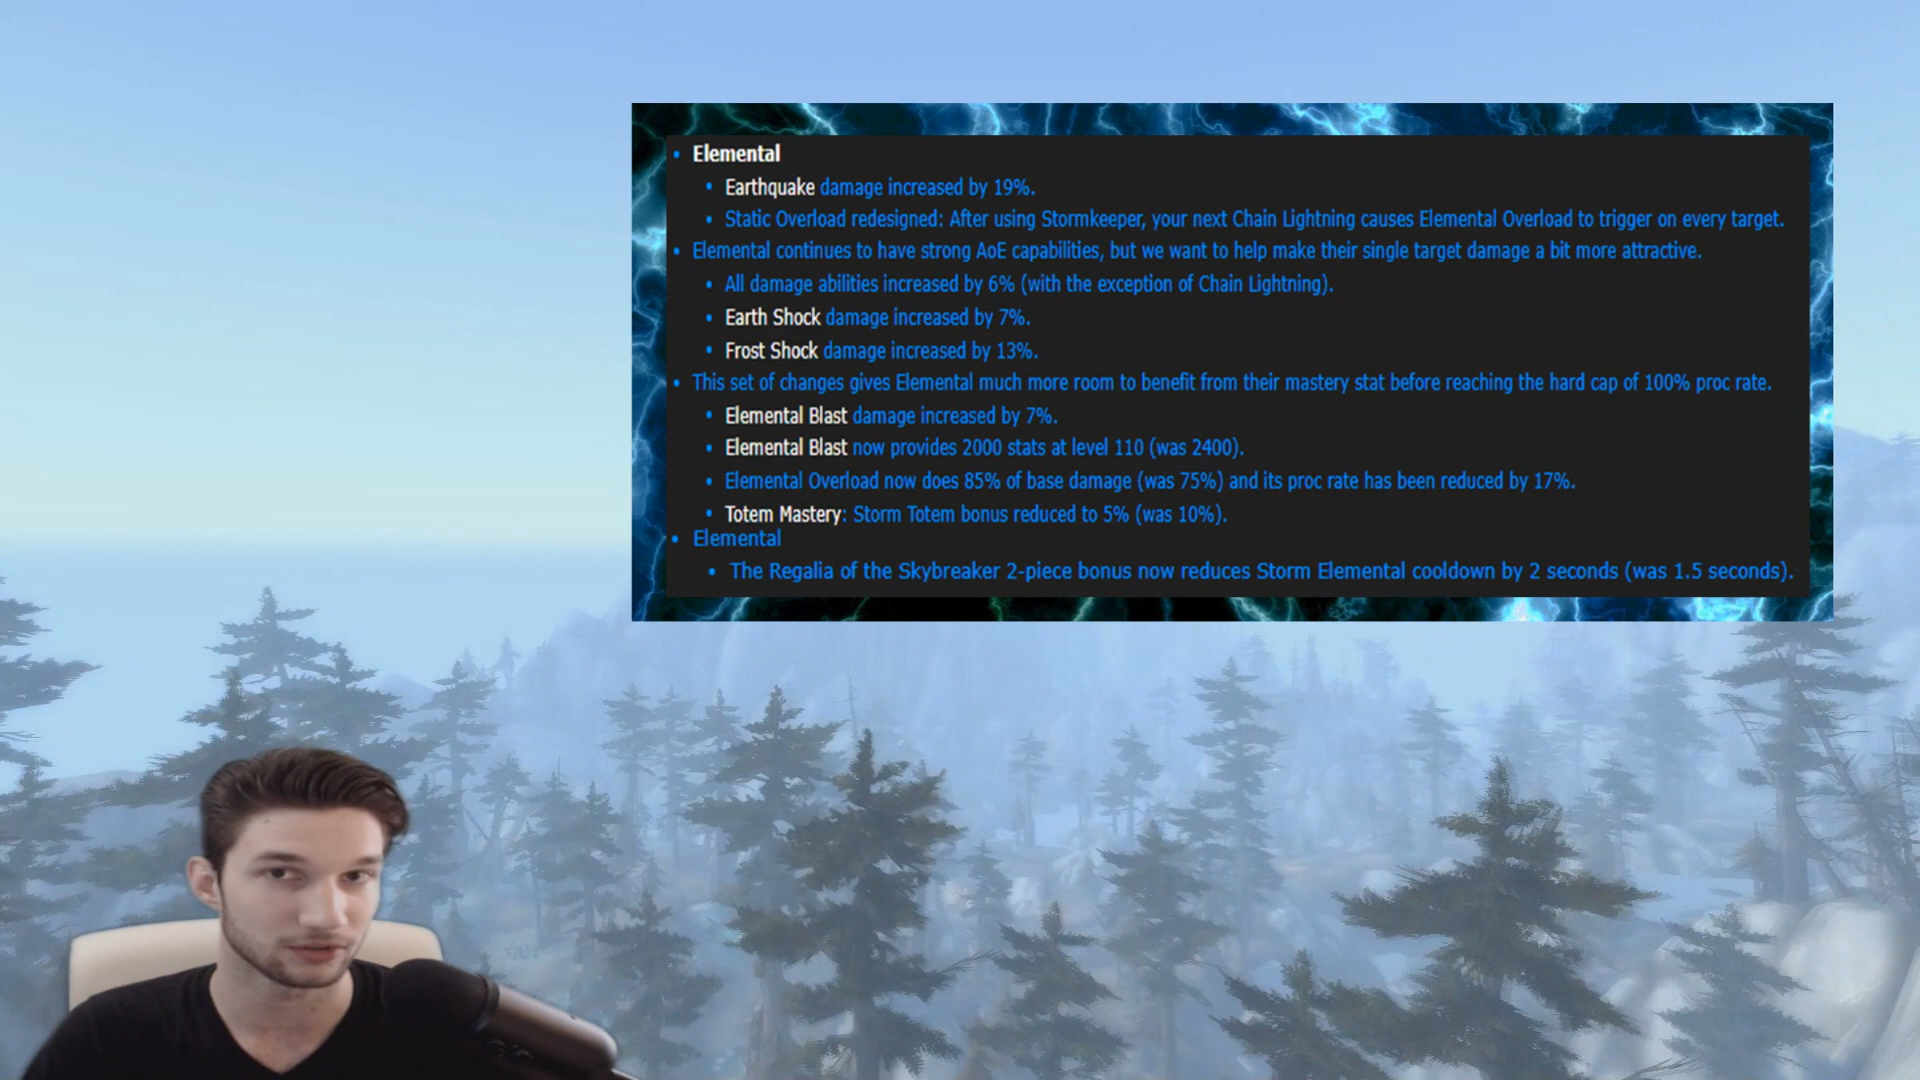 Elemental
Earthquake damage increased by 19%.
Static Overload redesigned: After using Stormkeeper, your next Chain Lightning causes Elemental Overload to trigger on every target.
Elemental continues to have strong AoE capabilities, but we want to help make their single target damage a bit more attractive.
All damage abilities increased by 6% (with the exception of Chain Lightning).
Earth Shock damage increased by 7%.
Frost Shock damage increased by 13%.
This set of changes gives Elemental much more room to benefit from their mastery stat before reaching the hard cap of 100% proc rate.
Elemental Blast damage increased by 7%.
Elemental Blast now provides 2000 stats at level 110 (was 2400).
Elemental Overload now does 85% of base damage (was 75%) and its proc rate has been reduced by 17%.
Totem Mastery: Storm Totem bonus reduced to 5% (was 10%).
Elemental
The Regalia of the Skybreaker 2-piece bonus now reduces Storm Elemental cooldown by 2 seconds (was 1.5 seconds).